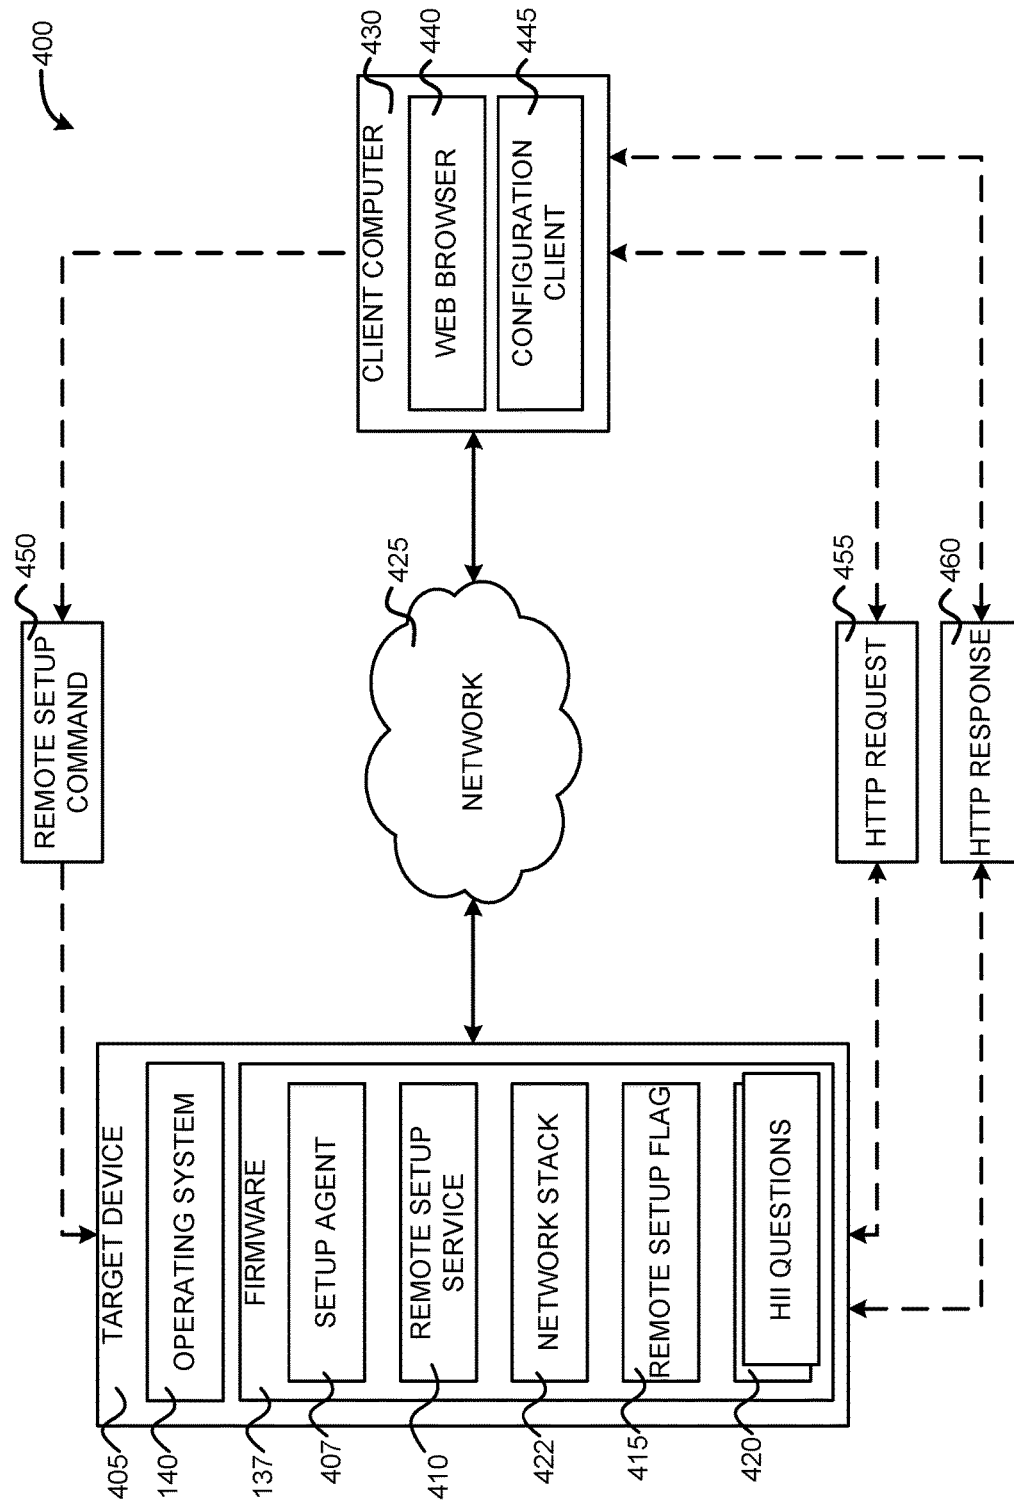 400
REMOTE SETUP
COMMAND
450
TARGET DEVICE
405
OPERATING SYSTEM
140
FIRMWARE
137
SETUP AGENT
407
REMOTE SETUP
SERVICE
410
NETWORK STACK
422
REMOTE SETUP FLAG
415
HII QUESTIONS
420
NETWORK
425
CLIENT COMPUTER
430
WEB BROWSER
440
CONFIGURATION
CLIENT
445
HTTP REQUEST
455
HTTP RESPONSE
460